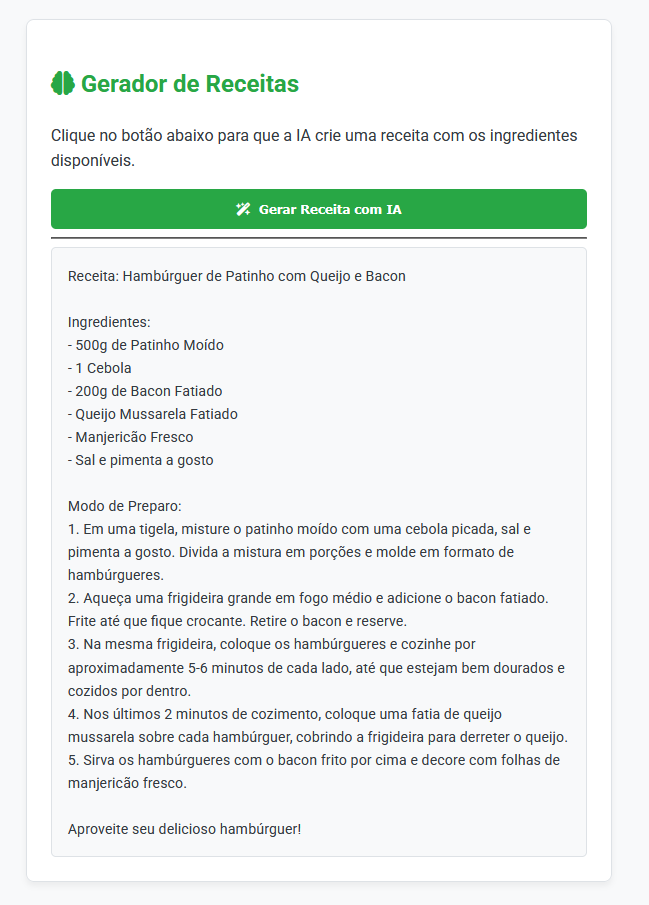 Gerador de Receitas
Clique no botão abaixo para que a IA crie uma receita com os ingredientes
disponíveis.
Gerar Receita com IA
Receita: Hambúrguer de Patinho com Queijo e Bacon
Ingredientes:
- 500g de Patinho Moído
- 1 Cebola
- 200g de Bacon Fatiado
- Queijo Mussarela Fatiado
- Manjericão Fresco
- Sal e pimenta a gosto
Modo de Preparo:
1. Em uma tigela, misture o patinho moído com uma cebola picada, sal e
pimenta a gosto. Divida a mistura em porções e molde em formato de
hambúrgueres.
2. Aqueça uma frigideira grande em fogo médio e adicione o bacon fatiado.
Frite até que fique crocante. Retire o bacon e reserve.
3. Na mesma frigideira, coloque os hambúrgueres e cozinhe por
aproximadamente 5-6 minutos de cada lado, até que estejam bem dourados e
cozidos por dentro.
4. Nos últimos 2 minutos de cozimento, coloque uma fatia de queijo
mussarela sobre cada hambúrguer, cobrindo a frigideira para derreter o queijo.
5. Sirva os hambúrgueres com o bacon frito por cima e decore com folhas de
manjericão fresco.
Aproveite seu delicioso hambúrguer!